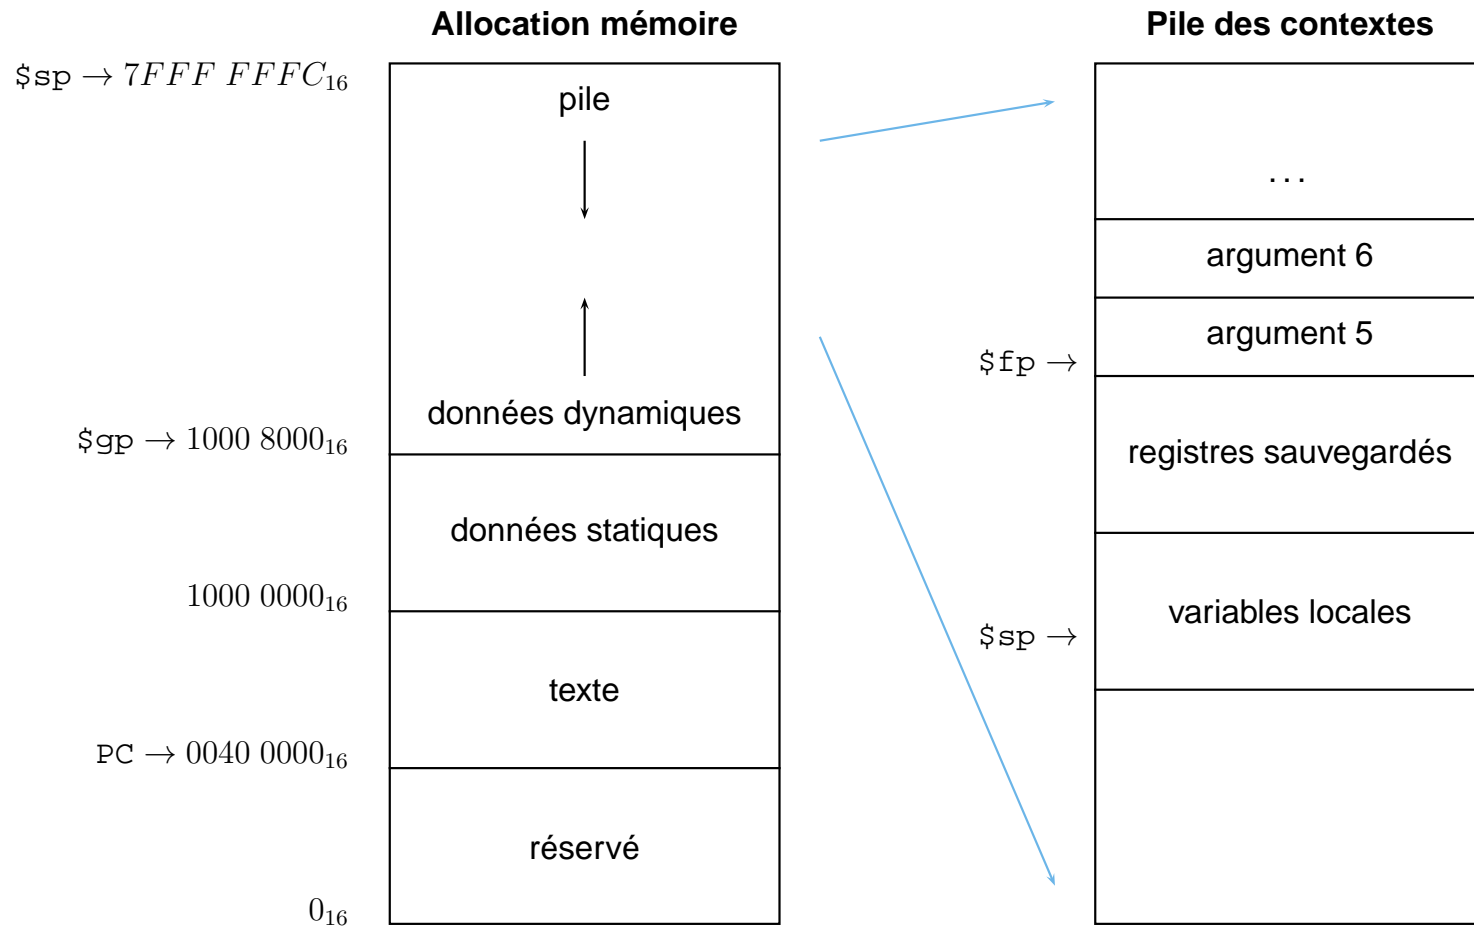 Allocation mémoire
$sp → 7FFF FFFC₁₆
pile
données dynamiques
$gp → 1000 8000₁₆
données statiques
1000 0000₁₆
texte
PC → 0040 0000₁₆
réservé
0₁₆
Pile des contextes
...
argument 6
argument 5
$fp →
registres sauvegardés
variables locales
$sp →